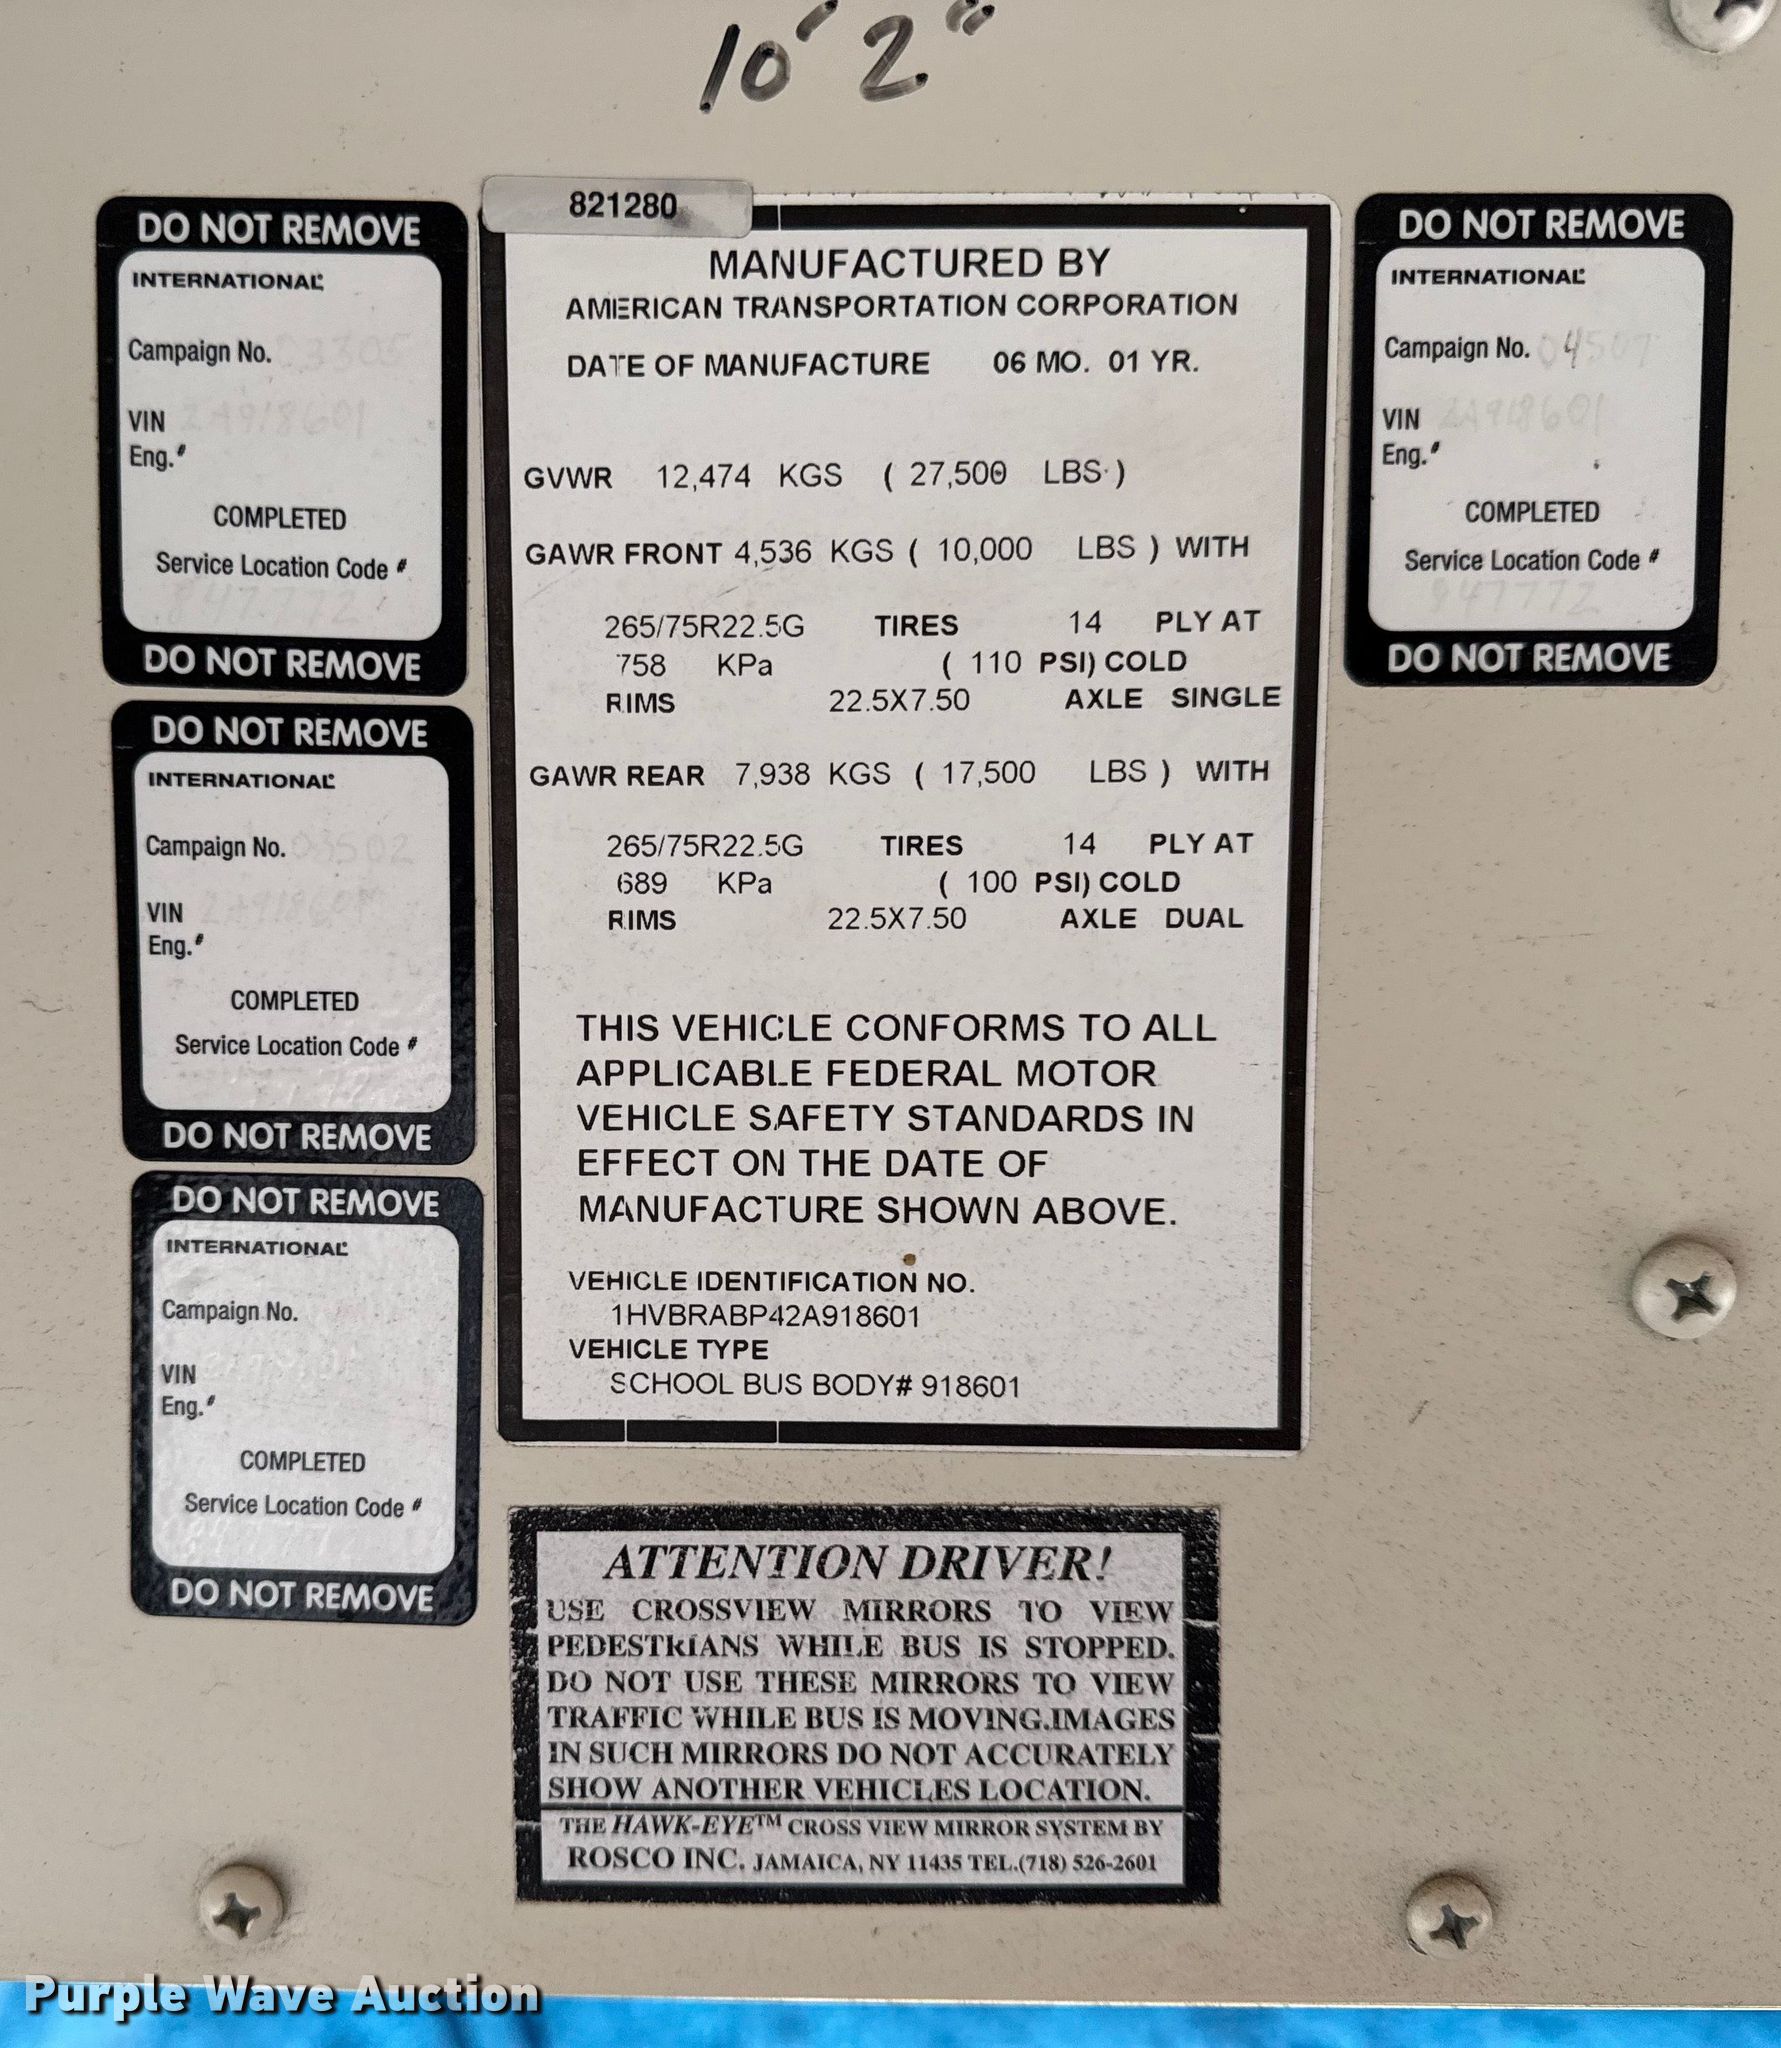 10' 2"
821280
MANUFACTURED BY
AMERICAN TRANSPORTATION CORPORATION
DATE OF MANUFACTURE 06 MO. 01 YR.
GVWR 12,474 KGS ( 27,500 LBS )
GAWR FRONT 4,536 KGS ( 10,000 LBS ) WITH
265/75R22.5G TIRES 14 PLY AT
758 KPa ( 110 PSI) COLD
RIMS 22.5X7.50 AXLE SINGLE
GAWR REAR 7,938 KGS ( 17,500 LBS ) WITH
265/75R22.5G TIRES 14 PLY AT
689 KPa ( 100 PSI) COLD
RIMS 22.5X7.50 AXLE DUAL
THIS VEHICLE CONFORMS TO ALL
APPLICABLE FEDERAL MOTOR
VEHICLE SAFETY STANDARDS IN
EFFECT ON THE DATE OF
MANUFACTURE SHOWN ABOVE.
VEHICLE IDENTIFICATION NO.
1HVBRABP42A918601
VEHICLE TYPE
SCHOOL BUS BODY# 918601
DO NOT REMOVE
INTERNATIONAL
Campaign No. 03305
VIN 2A918601
Eng.#
COMPLETED
Service Location Code #
847772
DO NOT REMOVE
DO NOT REMOVE
INTERNATIONAL
Campaign No. 03502
VIN 2A918601
Eng.#
COMPLETED
Service Location Code #
DO NOT REMOVE
DO NOT REMOVE
INTERNATIONAL
Campaign No.
VIN
Eng.#
COMPLETED
Service Location Code #
DO NOT REMOVE
DO NOT REMOVE
INTERNATIONAL
Campaign No. 04507
VIN 2A918601
Eng.#
COMPLETED
Service Location Code #
847772
DO NOT REMOVE
ATTENTION DRIVER!
USE CROSSVIEW MIRRORS TO VIEW
PEDESTRIANS WHILE BUS IS STOPPED.
DO NOT USE THESE MIRRORS TO VIEW
TRAFFIC WHILE BUS IS MOVING.IMAGES
IN SUCH MIRRORS DO NOT ACCURATELY
SHOW ANOTHER VEHICLES LOCATION.
THE HAWK-EYE™ CROSS VIEW MIRROR SYSTEM BY
ROSCO INC. JAMAICA, NY 11435 TEL.(718) 526-2601
Purple Wave Auction